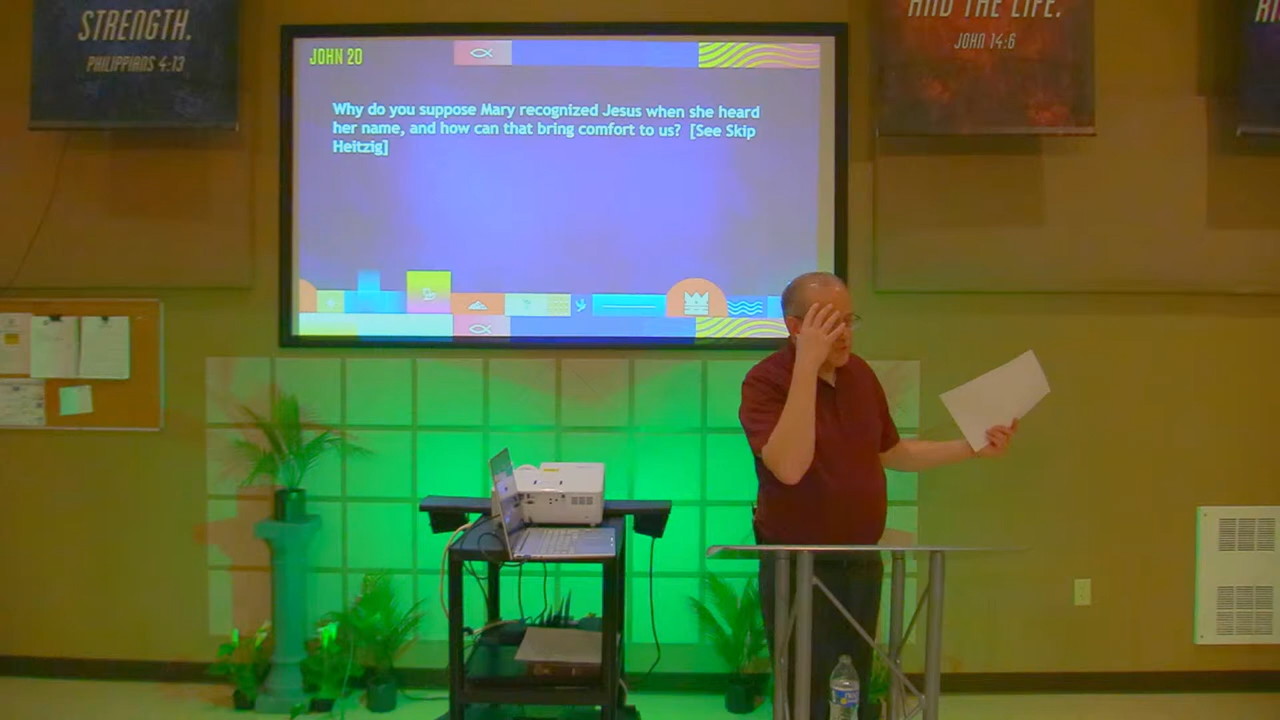 STRENGTH.
PHILIPPIANS 4:13
AND THE LIFE.
JOHN 14:6
JOHN 20
Why do you suppose Mary recognized Jesus when she heard
her name, and how can that bring comfort to us? [See Skip
Heitzig]